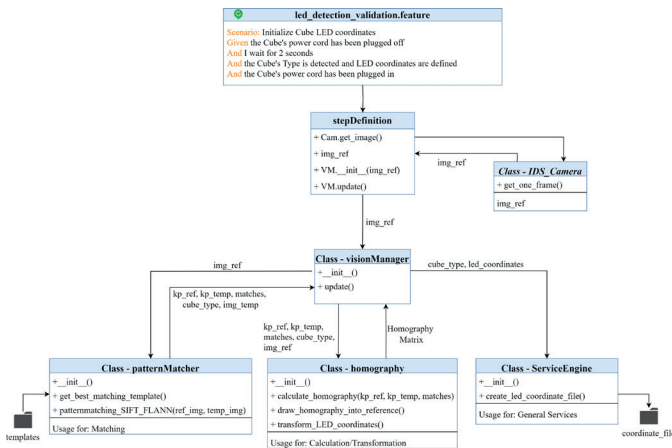 led_detection_validation.feature
Scenario: Initialize Cube LED coordinates
Given the Cube's power cord has been plugged off
And I wait for 2 seconds
And the Cube's Type is detected and LED coordinates are defined
And the Cube's power cord has been plugged in
stepDefinition
+ Cam.get_image()
+ img_ref
+ VM.__init__(img_ref)
+ VM.update()
img_ref
Class - IDS_Camera
+ get_one_frame()
img_ref
img_ref
Class - visionManager
+__init__()
+ update()
img_ref
kp_ref, kp_temp, matches,
cube_type, img_temp
cube_type, led_coordinates
kp_ref, kp_temp,
matches, cube_type,
img_ref
Homography
Matrix
Class - patternMatcher
+__init__()
+ get_best_matching_template()
+ patternmatching_SIFT_FLANN(ref_img, temp_img)
Usage for: Matching
templates
Class - homography
+__init__()
+ calculate_homography(kp_ref, kp_temp, matches)
+ draw_homography_into_reference()
+ transform_LED_coordinates()
Usage for: Calculation/Transformation
Class - ServiceEngine
+__init__()
+ create_led_coordinate_file()
Usage for: General Services
coordinate_file